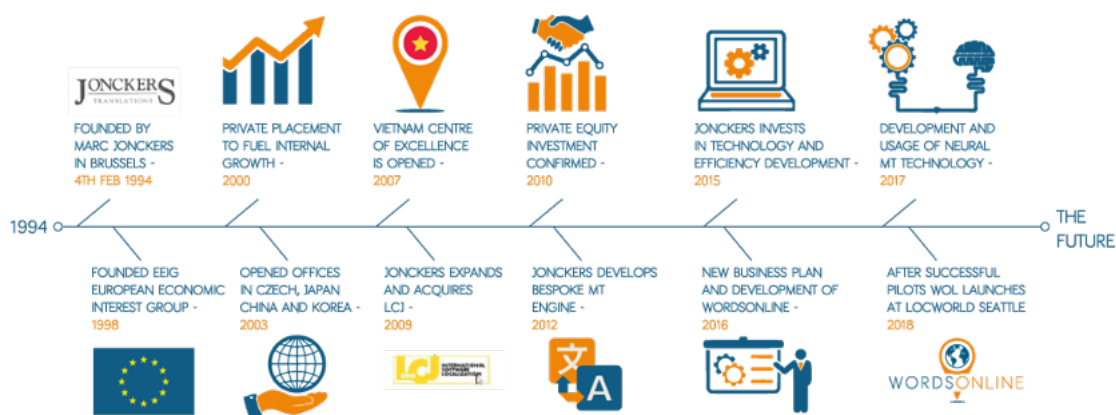 JONCKERS
TRANSLATIONS
FOUNDED BY
MARC JONCKERS
IN BRUSSELS -
4TH FEB 1994
PRIVATE PLACEMENT
TO FUEL INTERNAL
GROWTH -
2000
VIETNAM CENTRE
OF EXCELLENCE
IS OPENED -
2007
PRIVATE EQUITY
INVESTMENT
CONFIRMED -
2010
JONCKERS INVESTS
IN TECHNOLOGY AND
EFFICIENCY DEVELOPMENT -
2015
DEVELOPMENT AND
USAGE OF NEURAL
MT TECHNOLOGY -
2017
1994
THE
FUTURE
FOUNDED EEIG
EUROPEAN ECONOMIC
INTEREST GROUP -
1998
OPENED OFFICES
IN CZECH, JAPAN
CHINA AND KOREA -
2003
JONCKERS EXPANDS
AND ACQUIRES
LCJ -
2009
LCJ
INTERNATIONAL
SOFTWARE
LOCALIZATION
JONCKERS DEVELOPS
BESPOKE MT
ENGINE -
2012
文
A
NEW BUSINESS PLAN
AND DEVELOPMENT OF
WORDSONLINE -
2016
AFTER SUCCESSFUL
PILOTS WOL LAUNCHES
AT LOCWORLD SEATTLE
2018
WORDSONLINE